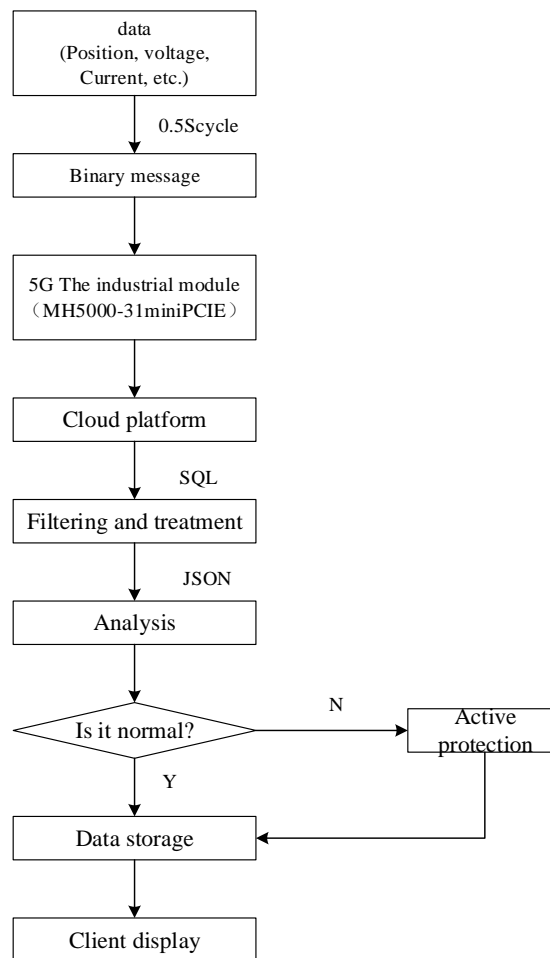 data
(Position, voltage,
Current, etc.)
0.5Scycle
Binary message
5G The industrial module
（MH5000-31miniPCIE）
Cloud platform
SQL
Filtering and treatment
JSON
Analysis
Is it normal?
N
Active
protection
Y
Data storage
Client display